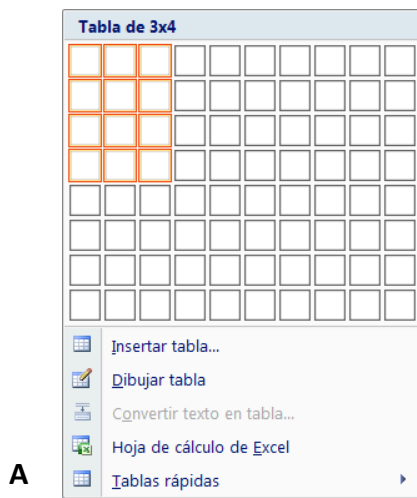 Tabla de 3x4
Insertar tabla...
Dibujar tabla
Convertir texto en tabla...
Hoja de cálculo de Excel
A
Tablas rápidas